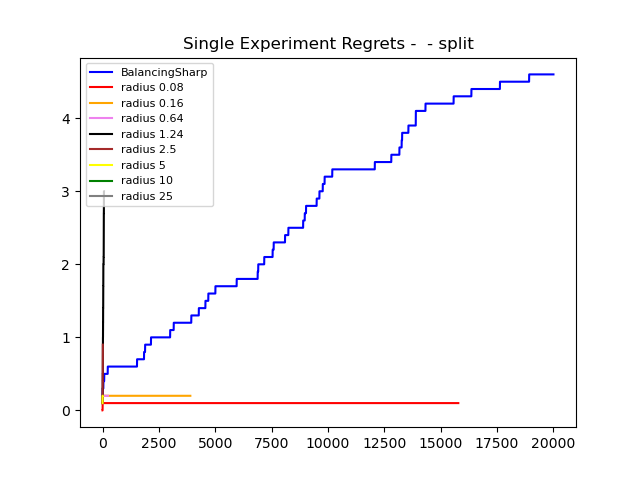 Single Experiment Regrets -  - split
BalancingSharp
radius 0.08
radius 0.16
radius 0.64
radius 1.24
radius 2.5
radius 5
radius 10
radius 25
4
3
2
1
0
0 2500 5000 7500 10000 12500 15000 17500 20000